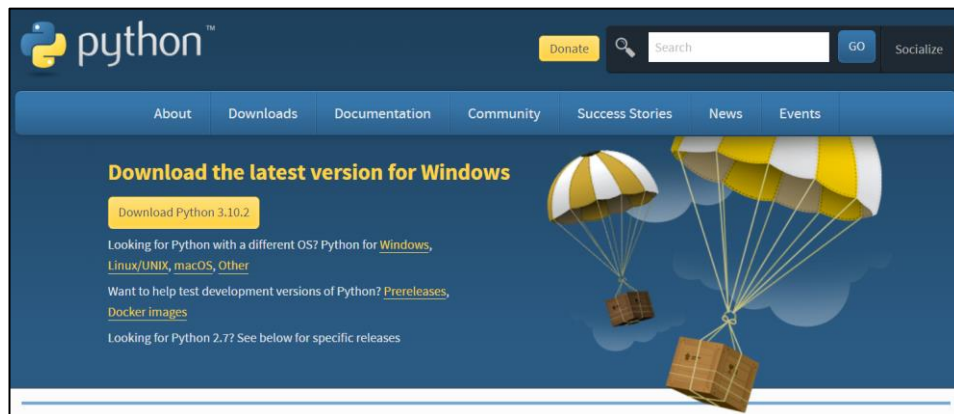 python™
Donate
Search
GO
Socialize
About Downloads Documentation Community Success Stories News Events
Download the latest version for Windows
Download Python 3.10.2
Looking for Python with a different OS? Python for Windows,
Linux/UNIX, macOS, Other
Want to help test development versions of Python? Prereleases,
Docker images
Looking for Python 2.7? See below for specific releases